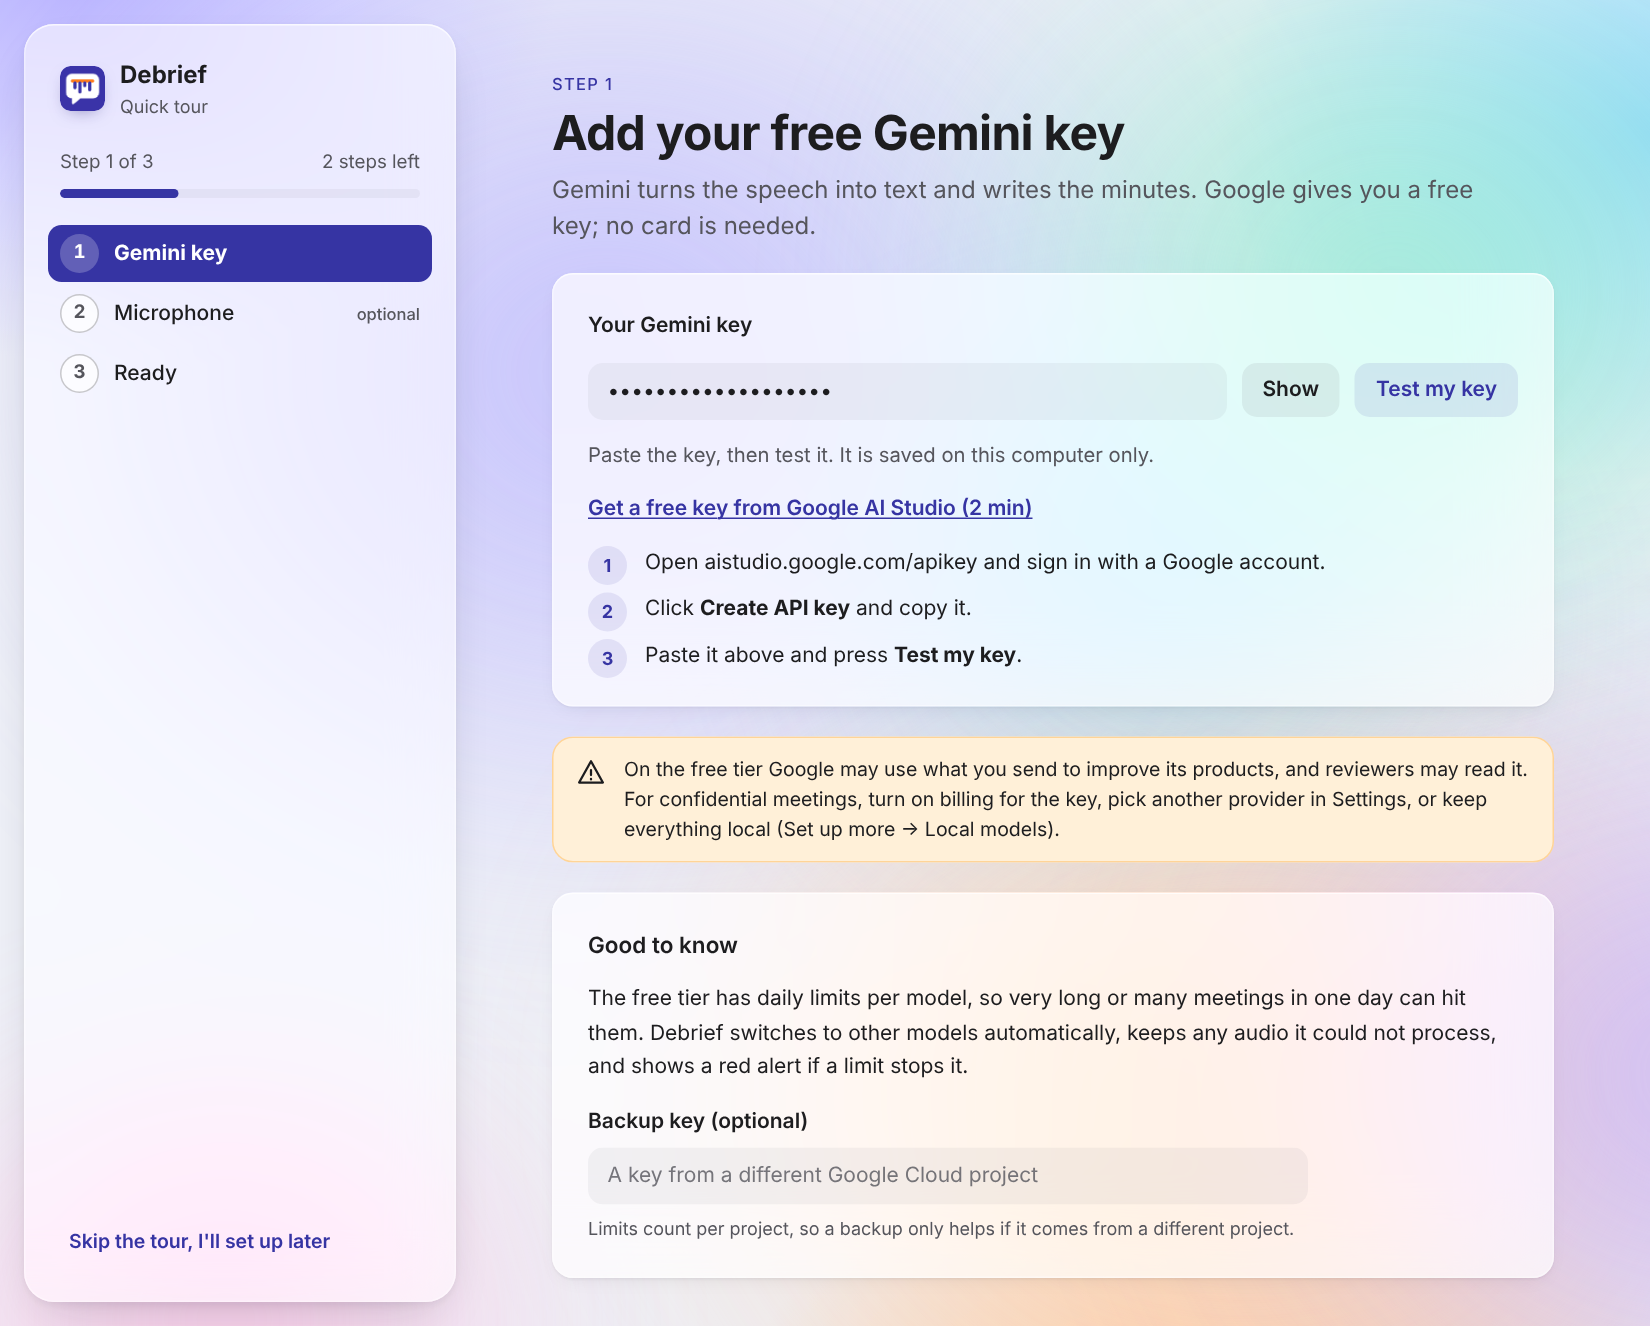 Debrief
Quick tour
Step 1 of 3
2 steps left
1 Gemini key
2 Microphone optional
3 Ready
Skip the tour, I'll set up later
STEP 1
Add your free Gemini key
Gemini turns the speech into text and writes the minutes. Google gives you a free
key; no card is needed.
Your Gemini key
••••••••••••••••••• Show Test my key
Paste the key, then test it. It is saved on this computer only.
Get a free key from Google AI Studio (2 min)
1 Open aistudio.google.com/apikey and sign in with a Google account.
2 Click Create API key and copy it.
3 Paste it above and press Test my key.
On the free tier Google may use what you send to improve its products, and reviewers may read it.
For confidential meetings, turn on billing for the key, pick another provider in Settings, or keep
everything local (Set up more → Local models).
Good to know
The free tier has daily limits per model, so very long or many meetings in one day can hit
them. Debrief switches to other models automatically, keeps any audio it could not process,
and shows a red alert if a limit stops it.
Backup key (optional)
A key from a different Google Cloud project
Limits count per project, so a backup only helps if it comes from a different project.